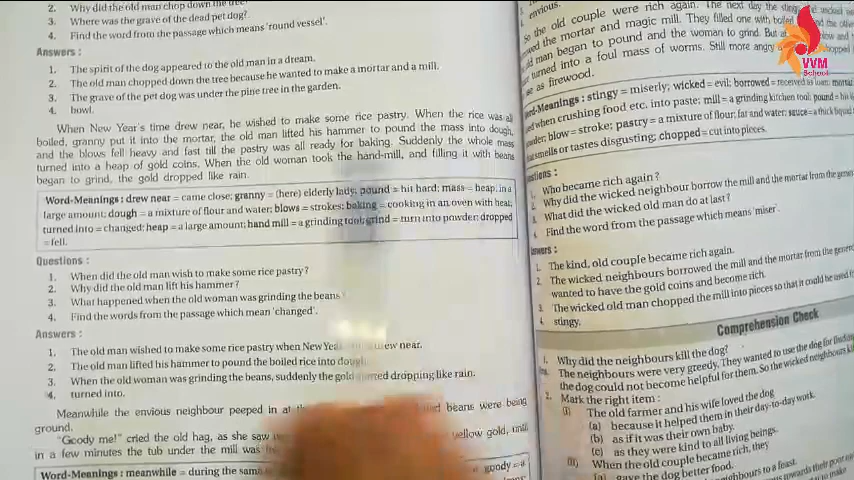 2. Why did the old man chop down the tree?
3. Where was the grave of the dead pet dog?
4. Find the word from the passage which means 'round vessel'.
Answers :
1. The spirit of the dog appeared to the old man in a dream.
2. The old man chopped down the tree because he wanted to make a mortar and a mill.
3. The grave of the pet dog was under the pine tree in the garden.
4. bowl.
When New Year's time drew near, he wished to make some rice pastry. When the rice was all
boiled, granny put it into the mortar, the old man lifted his hammer to pound the mass into dough,
and the blows fell heavy and fast till the pastry was all ready for baking. Suddenly the whole mass
turned into a heap of gold coins. When the old woman took the hand-mill, and filling it with beans
began to grind, the gold dropped like rain.
Word-Meanings : drew near = came close; granny = (here) elderly lady, pound = hit hard; mass = heap, in a
large amount; dough = a mixture of flour and water; blows = strokes; baking = cooking in an oven with heat,
turned into = changed; heap = a large amount; hand mill = a grinding tool; grind = turn into powder; dropped
= fell.
Questions :
1. When did the old man wish to make some rice pastry?
2. Why did the old man lift his hammer?
3. What happened when the old woman was grinding the beans
4. Find the words from the passage which mean 'changed'.
Answers :
1. The old man wished to make some rice pastry when New drew near.
2. The old man lifted his hammer to pound the boiled rice into dough
3. When the old woman was grinding the beans, suddenly the gold dropping like rain.
4. turned into.
Meanwhile the envious neighbour peeped in at beans were being
ground.
"Goody me!" cried the old hag, as she saw yellow gold, until
in a few minutes the tub under the mill was
Word-Meanings : meanwhile = during the same goody = a
envious.
So the old couple were rich again. The next day the stingy
the mortar and magic mill. They filled one with boiled and the other
man began to pound and the woman to grind. But at blow and
turned into a foul mass of worms. Still more angry chopped
as firewood.
Word-Meanings : stingy = miserly; wicked = evil; borrowed = received as loan; mortar
used when crushing food etc. into paste; mill = a grinding kitchen tool; pound = hit
powder; blow = stroke; pastry = a mixture of flour, fat and water; sauce = a thick liquid
smells or tastes disgusting; chopped = cut into pieces.
Questions :
1. Who became rich again?
2. Why did the wicked neighbour borrow the mill and the mortar from the
3. What did the wicked old man do at last?
4. Find the word from the passage which means 'miser'.
Answers :
1. The kind, old couple became rich again.
2. The wicked neighbours borrowed the mill and the mortar from the
wanted to have the gold coins and become rich.
3. The wicked old man chopped the mill into pieces so that it could be used
4. stingy.
Comprehension Check
1. Why did the neighbours kill the dog?
Ans. The neighbours were very greedy. They wanted to use the dog for finding
the dog could not become helpful for them. So the wicked neighbours
2. Mark the right item :
(i) The old farmer and his wife loved the dog
(a) because it helped them in their day-to-day work.
(b) as if it was their own baby.
(c) as they were kind to all living beings.
(ii) When the old couple became rich, they
(a) gave the dog better food.
neighbours to a feast.
towards their poor
VVM
School